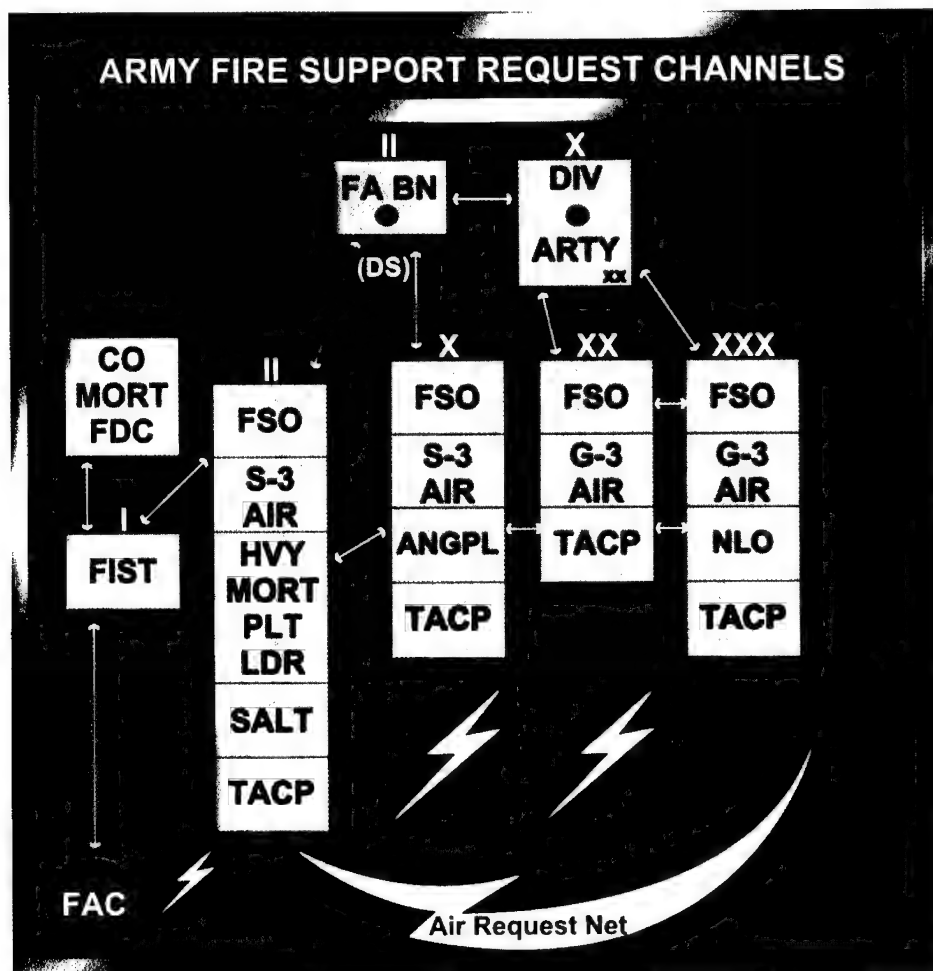 ARMY FIRE SUPPORT REQUEST CHANNELS
II
FA BN
(DS)
X
DIV
ARTY
XX
CO
MORT
FDC
I
FIST
FAC
II
FSO
S-3
AIR
HVY
MORT
PLT
LDR
SALT
TACP
X
FSO
S-3
AIR
ANGPL
TACP
XX
FSO
G-3
AIR
TACP
XXX
FSO
G-3
AIR
NLO
TACP
Air Request Net